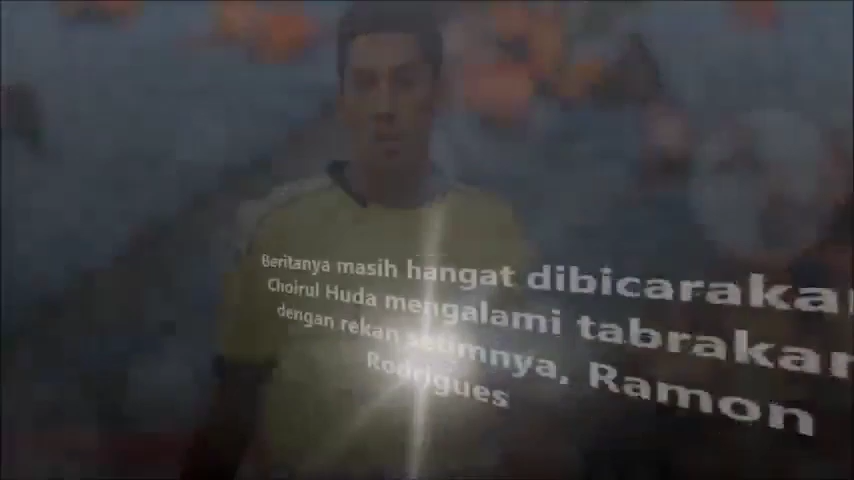 Beritanya masih hangat dibicarakan
Choirul Huda mengalami tabrakan
dengan rekan setimnya, Ramon
Rodrigues